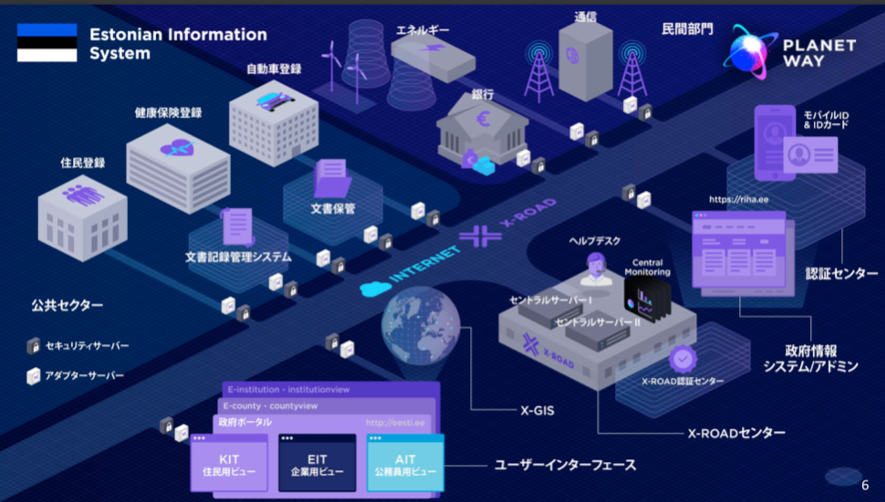 Estonian Information
System
エネルギー
通信
民間部門
PLANET
WAY
自動車登録
銀行
健康保険登録
モバイルID
& IDカード
住民登録
https://riha.ee
文書保管
X-ROAD
ヘルプデスク
文書記録管理システム
INTERNET
Central
Monitoring
認証センター
セントラルサーバー I
公共セクター
セントラルサーバー II
セキュリティサーバー
X-ROAD
政府情報
システム/アドミン
アダプターサーバー
X-ROAD認証センター
E-institution - institutionview
E-county - countyview
X-GIS
政府ポータル
http://eesti.ee
X-ROADセンター
KIT
住民用ビュー
EIT
企業用ビュー
AIT
公務員用ビュー
ユーザーインターフェース
6